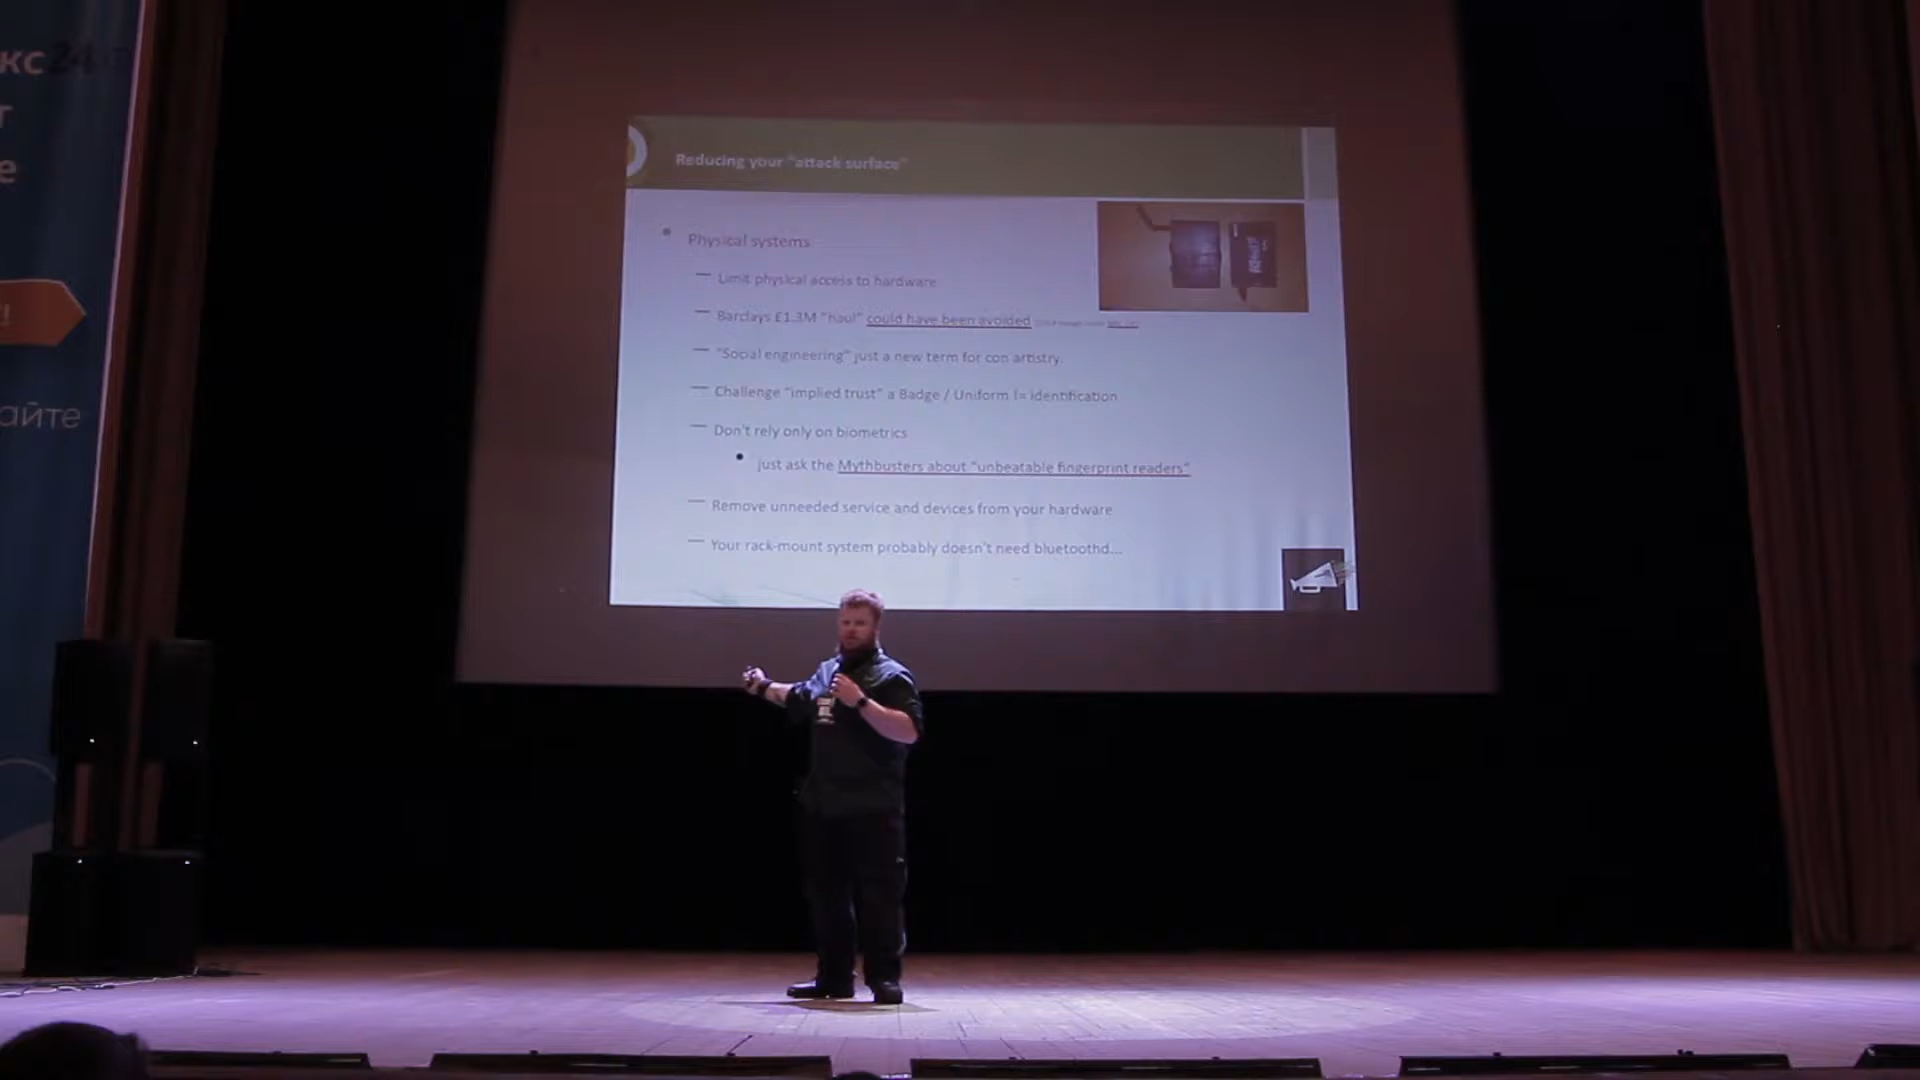 кс24
т
е
!
айте
Reducing your "attack surface"
• Physical systems
— Limit physical access to hardware
— Barclays £1.3M "haul" could have been avoided
— "Social engineering" just a new term for con artistry.
— Challenge "implied trust" a Badge / Uniform != identification
— Don't rely only on biometrics
• just ask the Mythbusters about "unbeatable fingerprint readers"
— Remove unneeded service and devices from your hardware
— Your rack-mount system probably doesn't need bluetoothd...